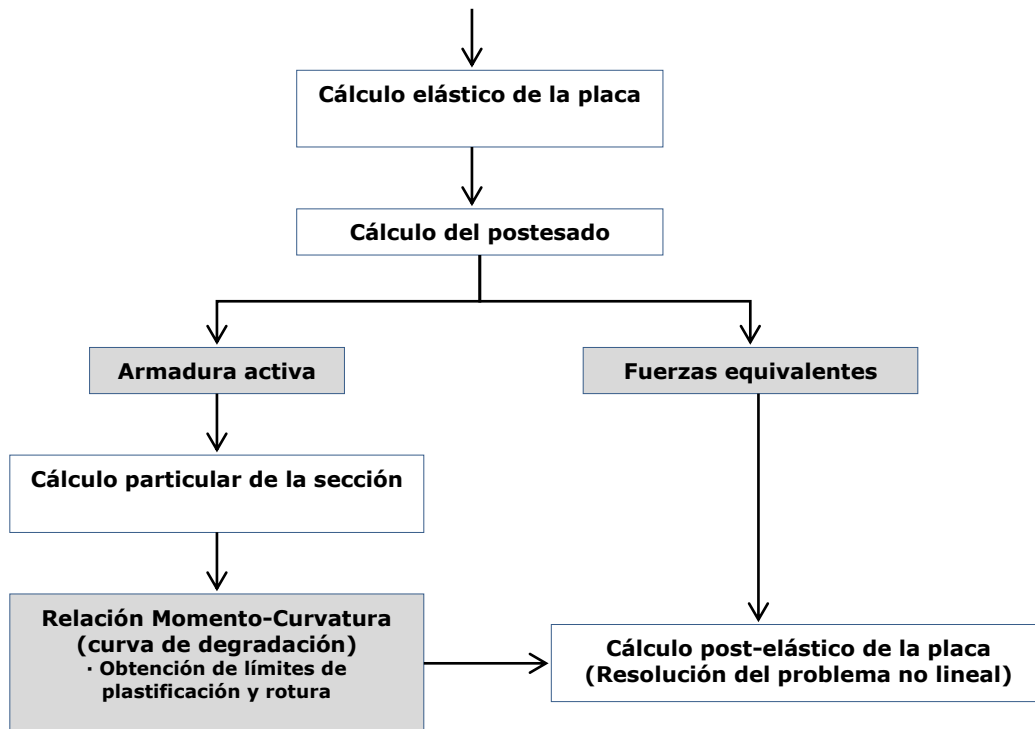 Cálculo elástico de la placa
Cálculo del postesado
Armadura activa
Fuerzas equivalentes
Cálculo particular de la sección
Relación Momento-Curvatura
(curva de degradación)
· Obtención de límites de
plastificación y rotura
Cálculo post-elástico de la placa
(Resolución del problema no lineal)